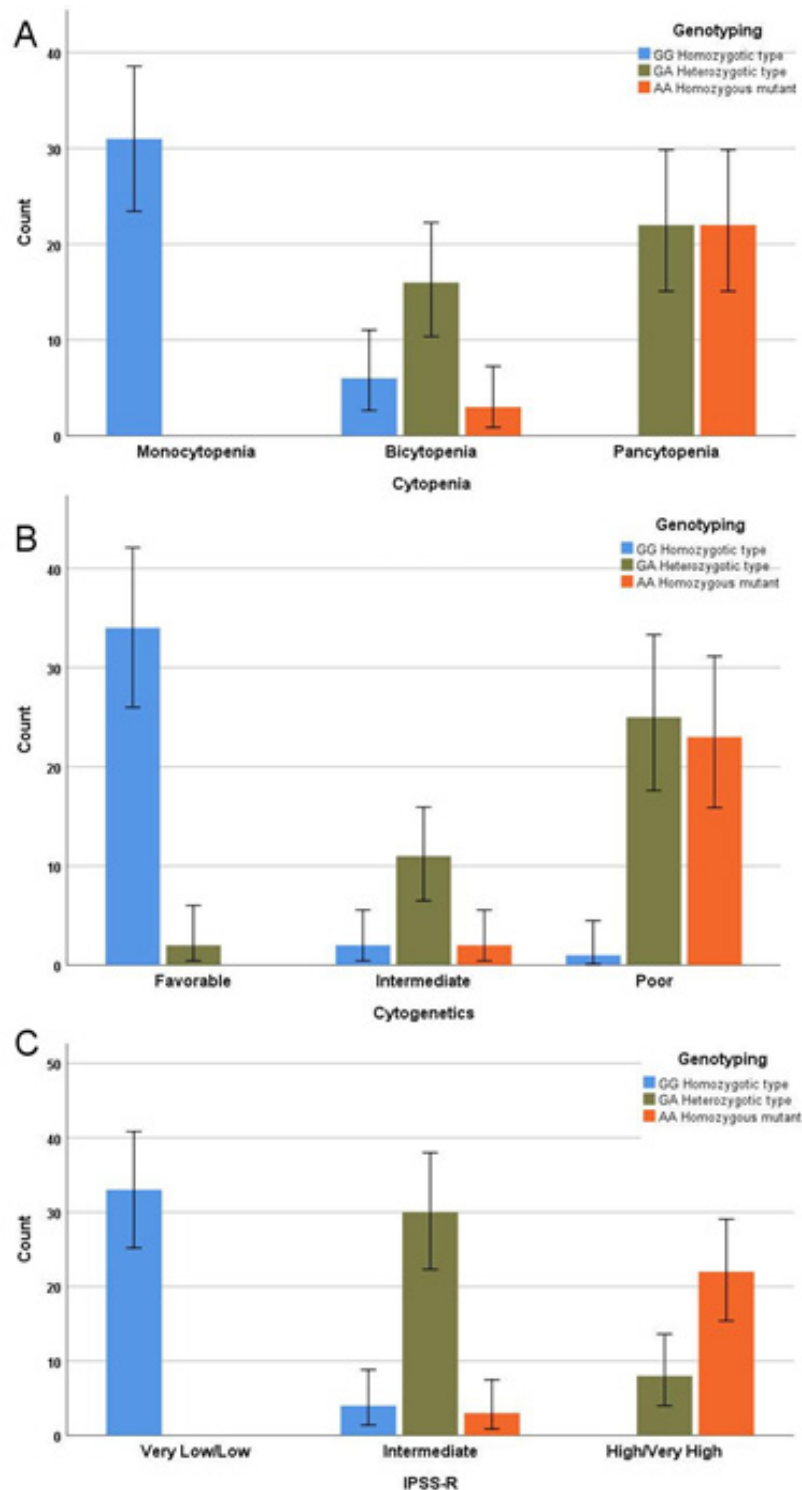 A
Genotyping
GG Homozygotic type
GA Heterozygotic type
AA Homozygous mutant
40
30
20
10
0
Count
Monocytopenia Bicytopenia Pancytopenia
Cytopenia
B
Genotyping
GG Homozygotic type
GA Heterozygotic type
AA Homozygous mutant
40
30
20
10
0
Count
Favorable Intermediate Poor
Cytogenetics
C
Genotyping
GG Homozygotic type
GA Heterozygotic type
AA Homozygous mutant
50
40
30
20
10
0
Count
Very Low/Low Intermediate High/Very High
IPSS-R